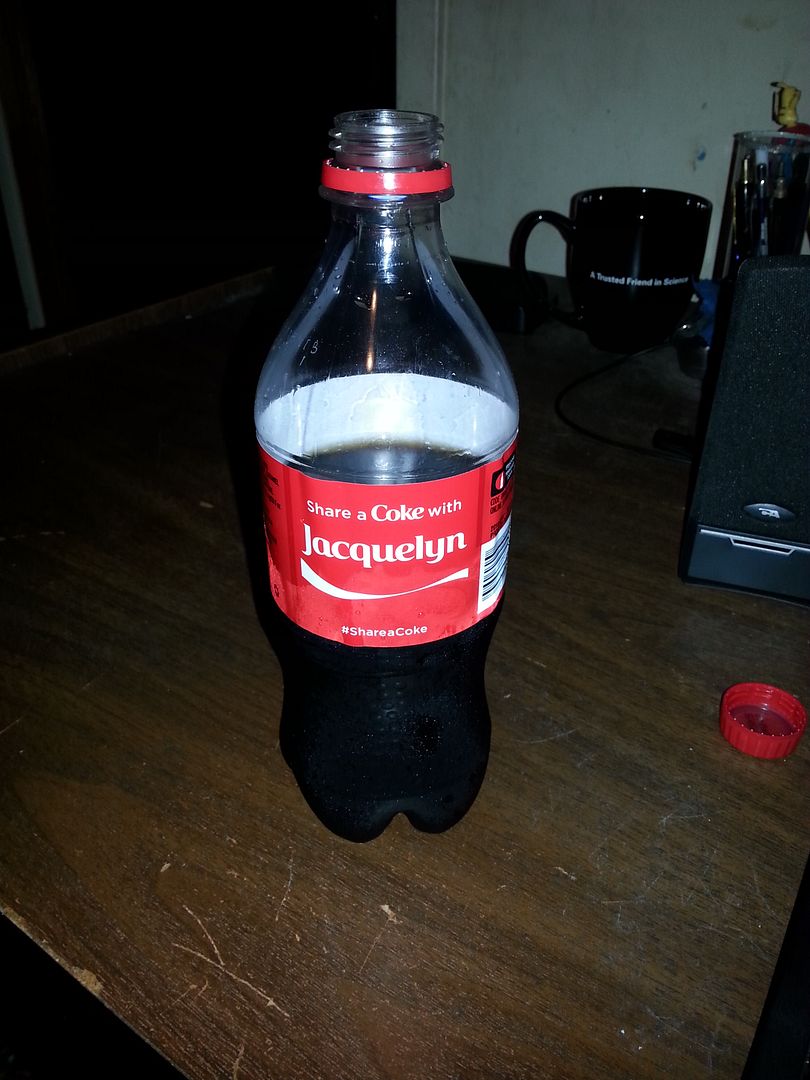 A Trusted Friend in Science
Share a Coke with
Jacquelyn
#ShareaCoke